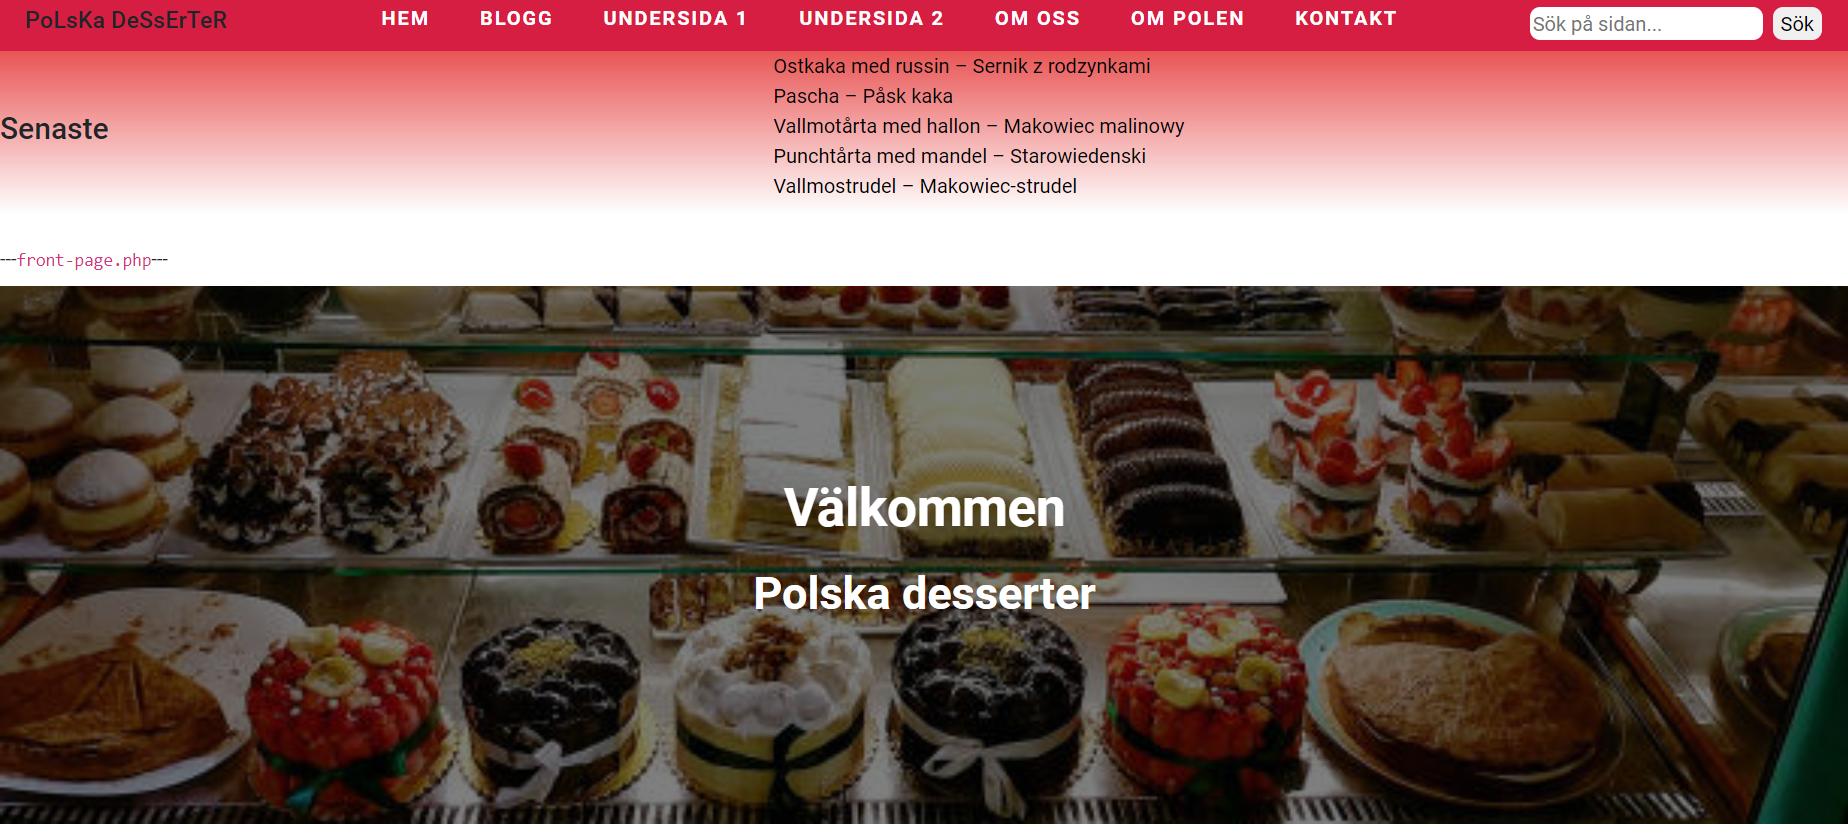 PoLsKa DeSsErTeR
HEM BLOGG UNDERSIDA 1 UNDERSIDA 2 OM OSS OM POLEN KONTAKT
Sök på sidan... Sök
Senaste
Ostkaka med russin – Sernik z rodzynkami
Pascha – Påsk kaka
Vallmotårta med hallon – Makowiec malinowy
Punchtårta med mandel – Starowiedenski
Vallmostrudel – Makowiec-strudel
---front-page.php---
Välkommen
Polska desserter